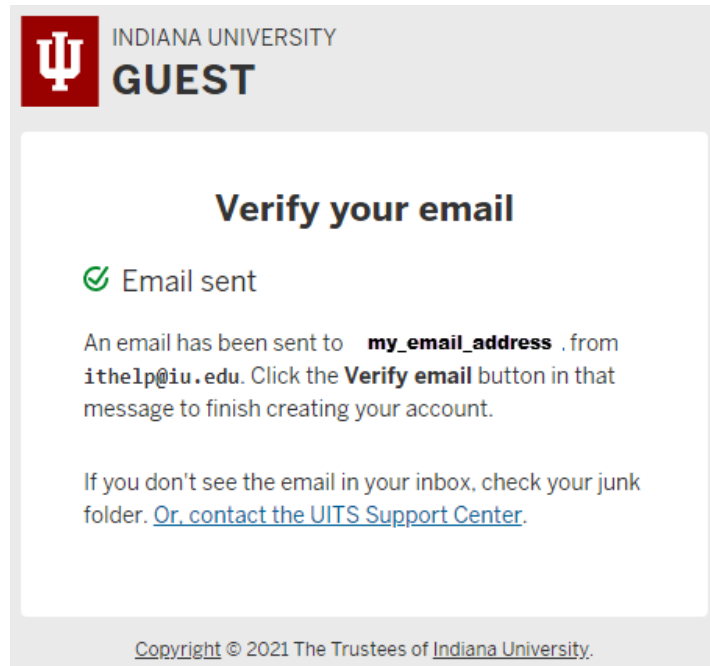 INDIANA UNIVERSITY
GUEST
Verify your email
Email sent
An email has been sent to my_email_address . from
ithelp@iu.edu. Click the Verify email button in that
message to finish creating your account.
If you don't see the email in your inbox, check your junk
folder. Or, contact the UITS Support Center.
Copyright © 2021 The Trustees of Indiana University.